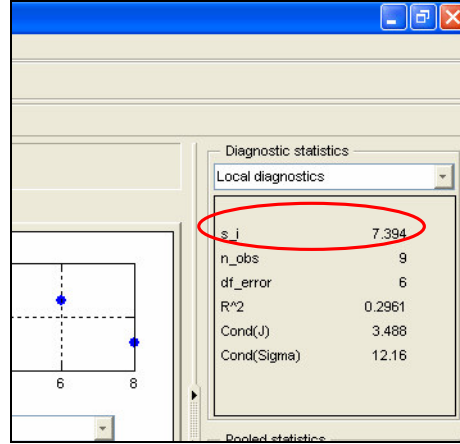 Diagnostic statistics
Local diagnostics
s_i 7.394
n_obs 9
df_error 6
R^2 0.2961
Cond(J) 3.488
Cond(Sigma) 12.16
6 8
Pooled statistics